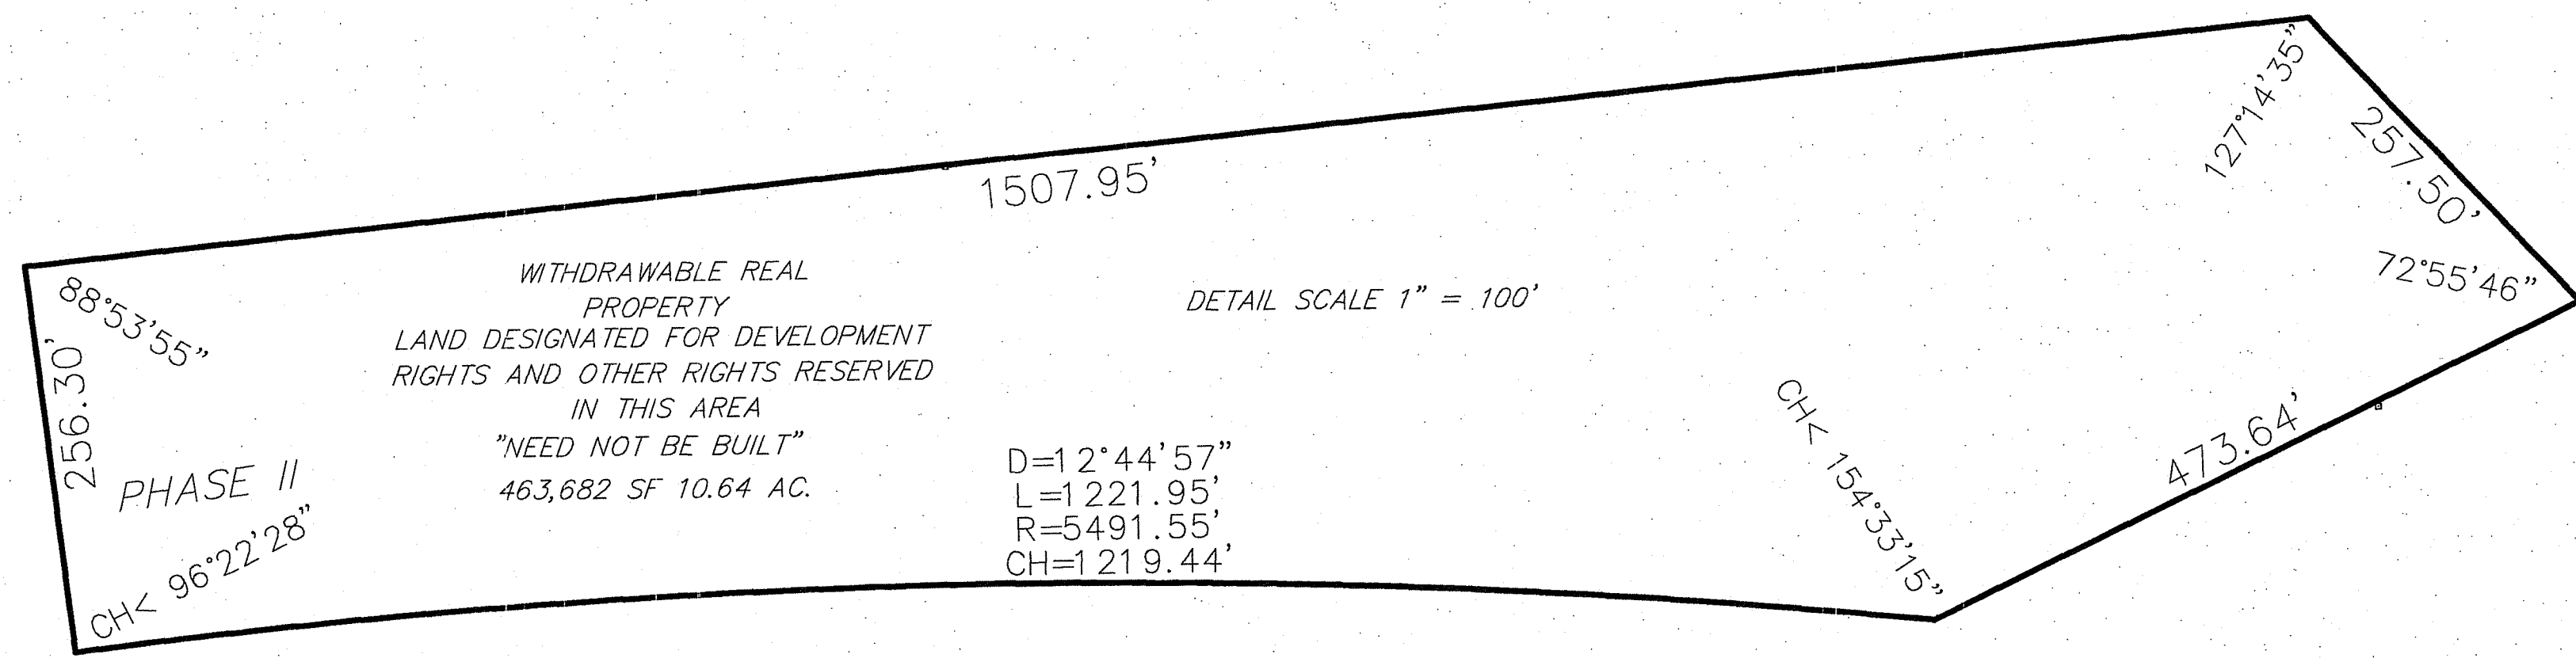 127°14'35"
257.50'
1507.95'
72°55'46"
88°53'55"
WITHDRAWABLE REAL
PROPERTY
LAND DESIGNATED FOR DEVELOPMENT
RIGHTS AND OTHER RIGHTS RESERVED
IN THIS AREA
"NEED NOT BE BUILT"
463,682 SF 10.64 AC.
DETAIL SCALE 1" = 100'
256.30'
PHASE II
CH< 96°22'28"
D=12°44'57"
L=1221.95'
R=5491.55'
CH=1219.44'
CH< 154°33'15"
473.64'